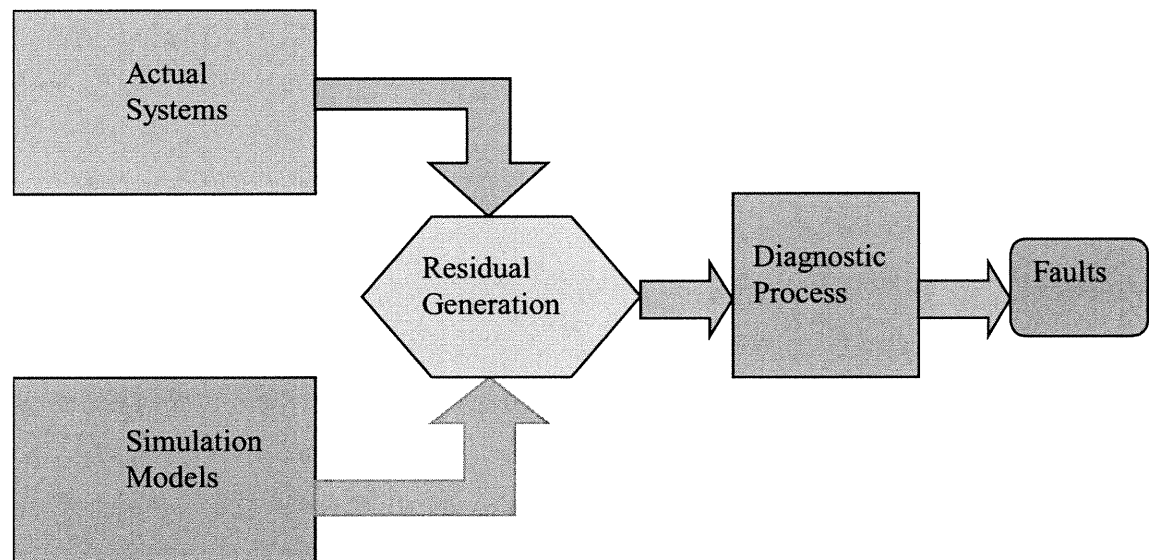 Actual
Systems
Residual
Generation
Diagnostic
Process
Faults
Simulation
Models